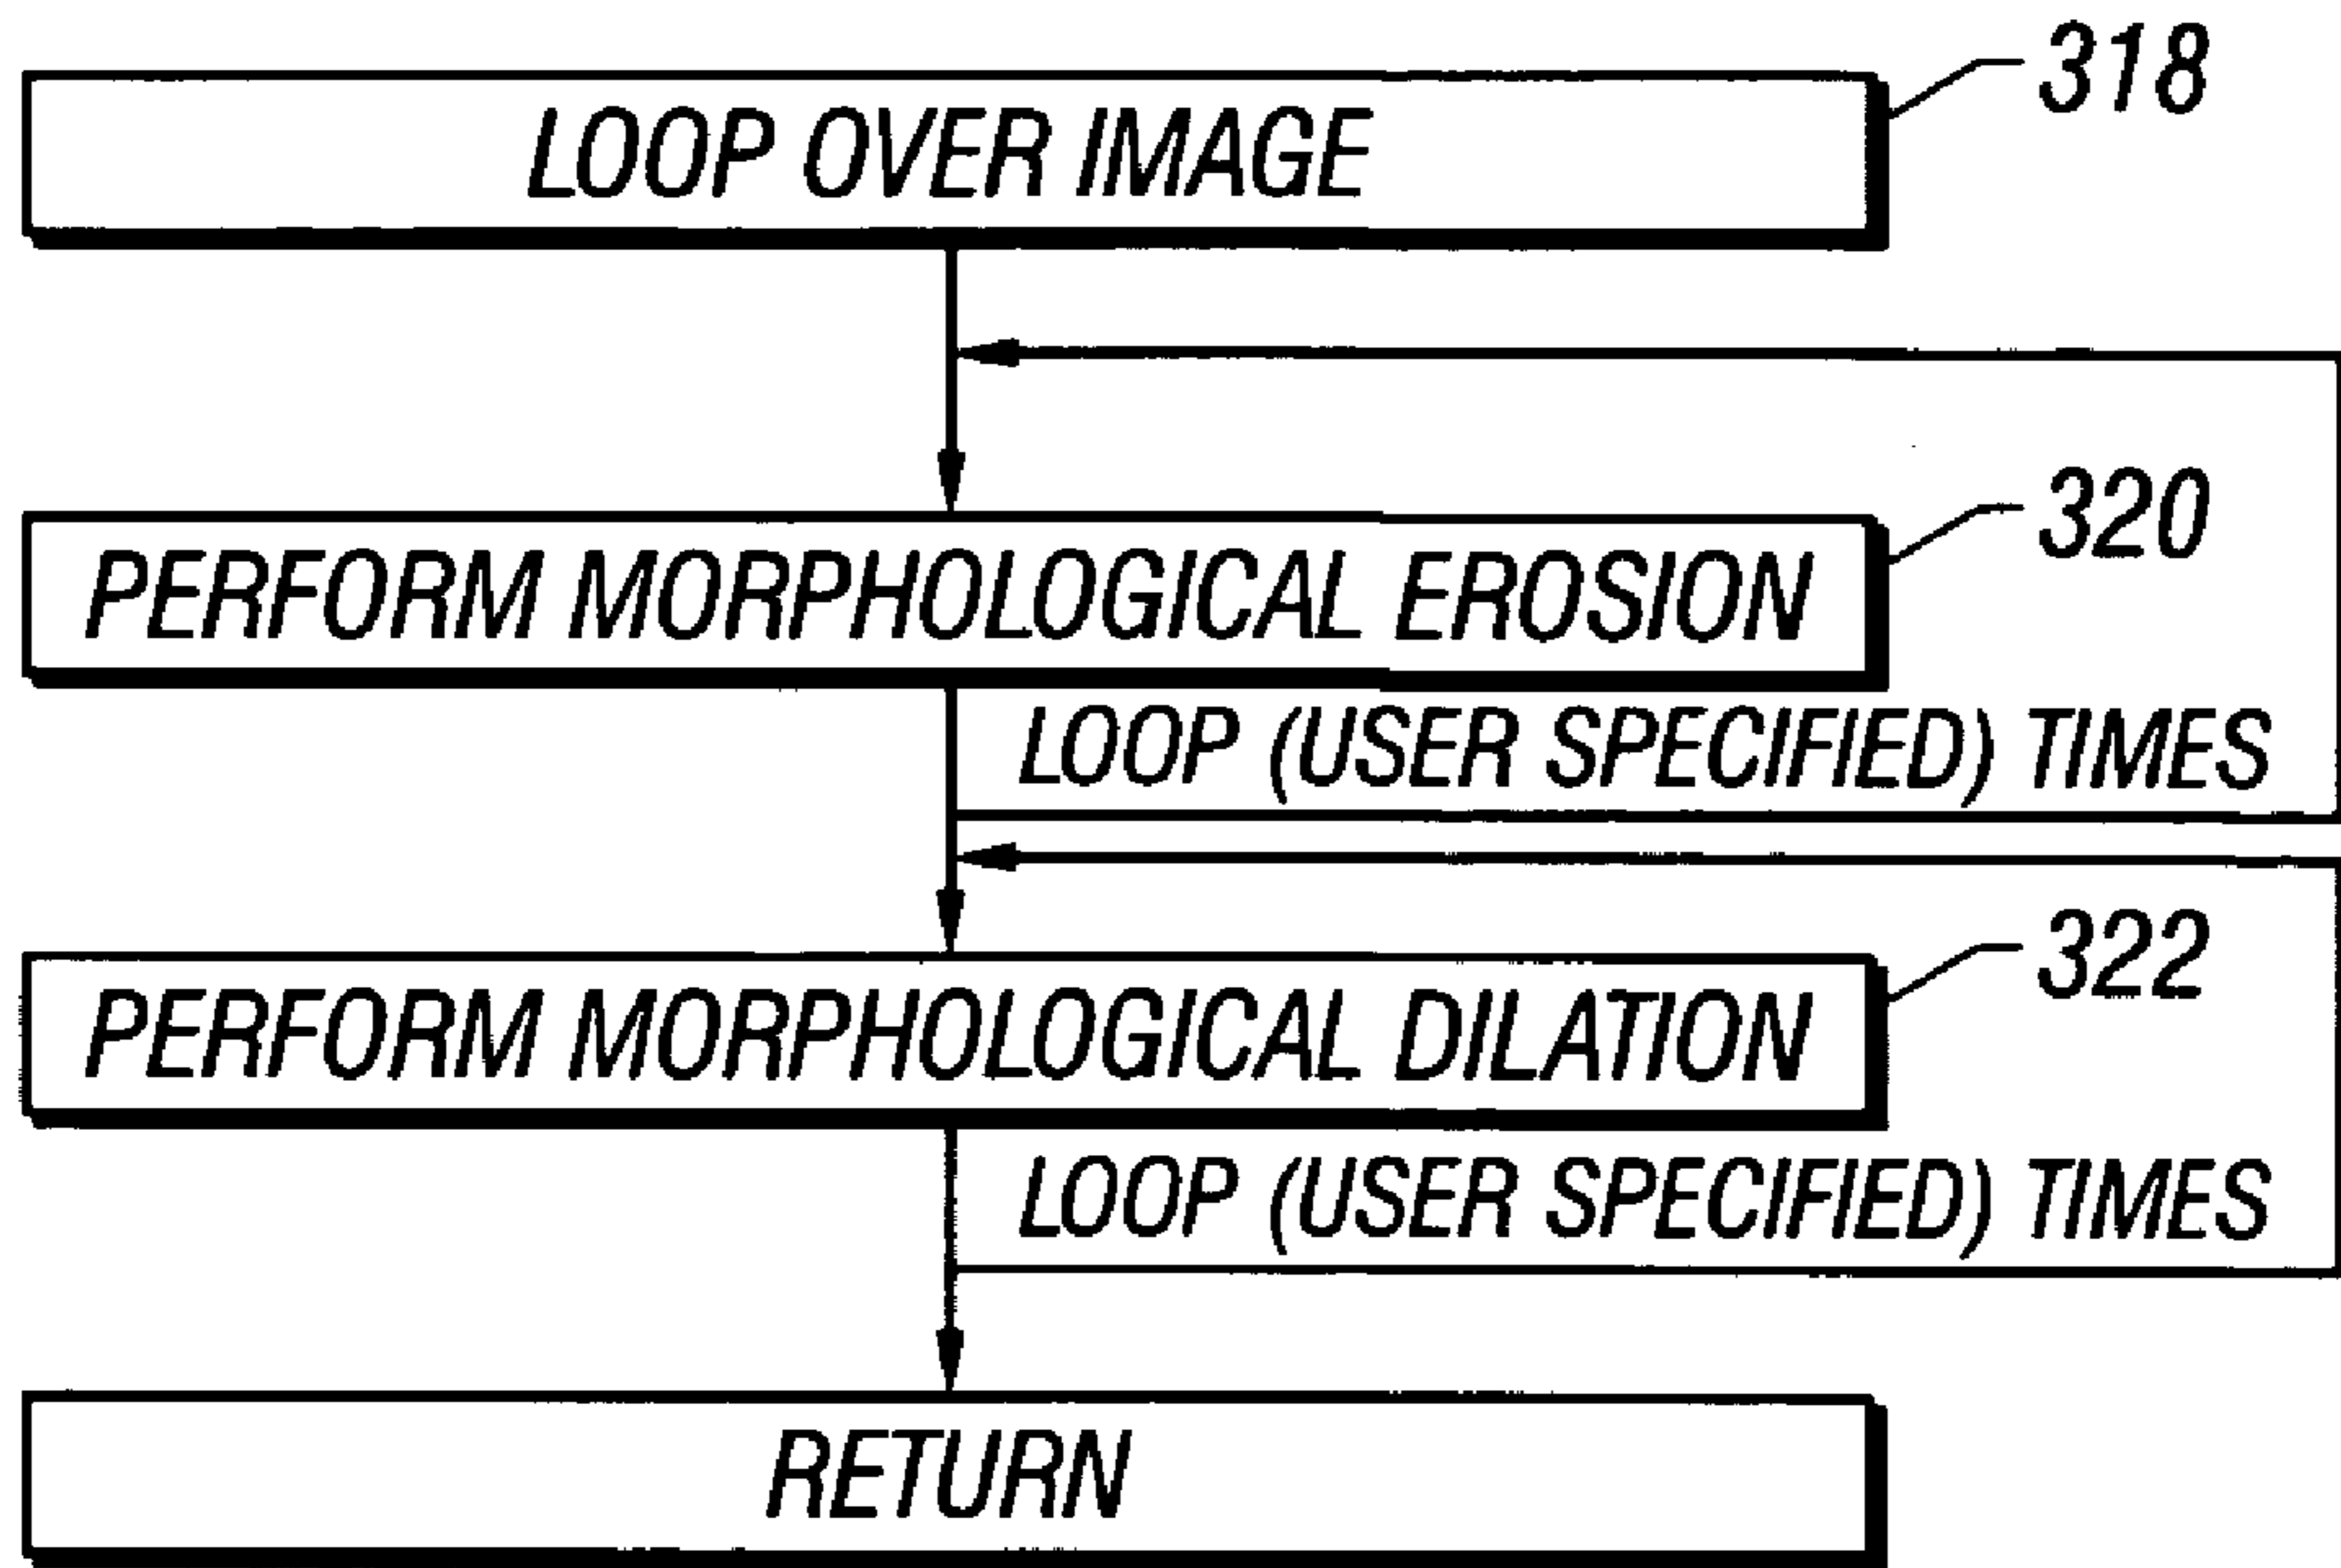 318
LOOP OVER IMAGE
320
PERFORM MORPHOLOGICAL EROSION
LOOP (USER SPECIFIED) TIMES
322
PERFORM MORPHOLOGICAL DILATION
LOOP (USER SPECIFIED) TIMES
RETURN